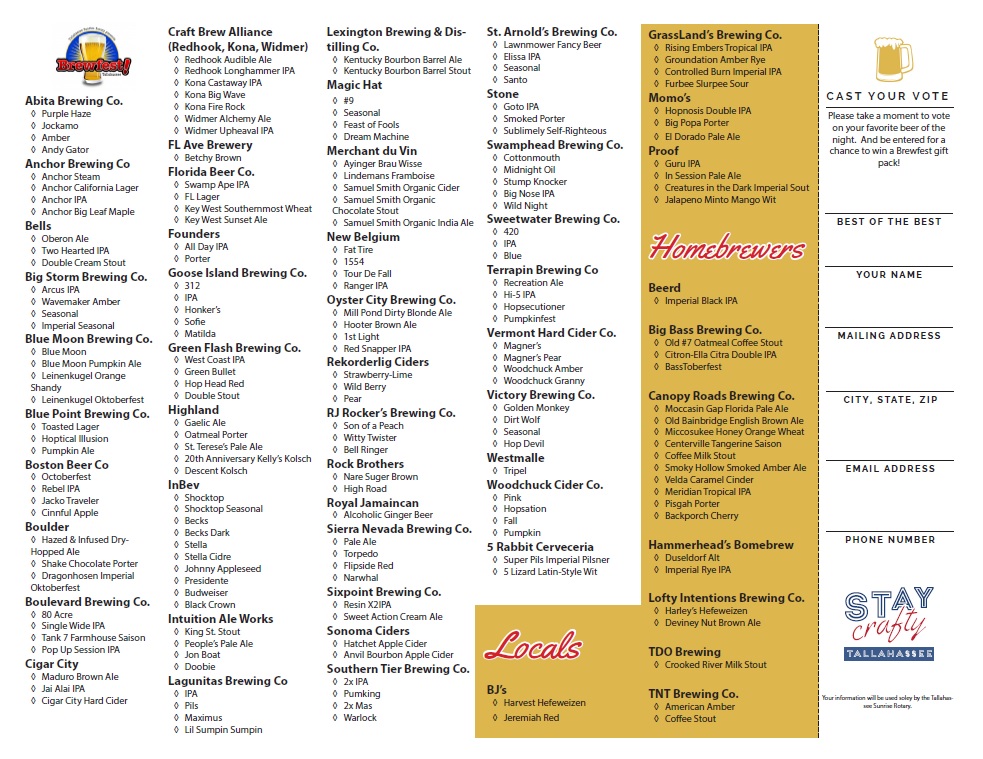 Brewfest!
Tallahassee
Abita Brewing Co.
◊ Purple Haze
◊ Jockamo
◊ Amber
◊ Andy Gator
Anchor Brewing Co
◊ Anchor Steam
◊ Anchor California Lager
◊ Anchor IPA
◊ Anchor Big Leaf Maple
Bells
◊ Oberon Ale
◊ Two Hearted IPA
◊ Double Cream Stout
Big Storm Brewing Co.
◊ Arcus IPA
◊ Wavemaker Amber
◊ Seasonal
◊ Imperial Seasonal
Blue Moon Brewing Co.
◊ Blue Moon
◊ Blue Moon Pumpkin Ale
◊ Leinenkugel Orange
Shandy
◊ Leinenkugel Oktoberfest
Blue Point Brewing Co.
◊ Toasted Lager
◊ Hoptical Illusion
◊ Pumpkin Ale
Boston Beer Co
◊ Octoberfest
◊ Rebel IPA
◊ Jacko Traveler
◊ Cinnful Apple
Boulder
◊ Hazed & Infused Dry-
Hopped Ale
◊ Shake Chocolate Porter
◊ Dragonhosen Imperial
Oktoberfest
Boulevard Brewing Co.
◊ 80 Acre
◊ Single Wide IPA
◊ Tank 7 Farmhouse Saison
◊ Pop Up Session IPA
Cigar City
◊ Maduro Brown Ale
◊ Jai Alai IPA
◊ Cigar City Hard Cider
Craft Brew Alliance
(Redhook, Kona, Widmer)
◊ Redhook Audible Ale
◊ Redhook Longhammer IPA
◊ Kona Castaway IPA
◊ Kona Big Wave
◊ Kona Fire Rock
◊ Widmer Alchemy Ale
◊ Widmer Upheaval IPA
FL Ave Brewery
◊ Betchy Brown
Florida Beer Co.
◊ Swamp Ape IPA
◊ FL Lager
◊ Key West Southernmost Wheat
◊ Key West Sunset Ale
Founders
◊ All Day IPA
◊ Porter
Goose Island Brewing Co.
◊ 312
◊ IPA
◊ Honker's
◊ Sofie
◊ Matilda
Green Flash Brewing Co.
◊ West Coast IPA
◊ Green Bullet
◊ Hop Head Red
◊ Double Stout
Highland
◊ Gaelic Ale
◊ Oatmeal Porter
◊ St. Terese's Pale Ale
◊ 20th Anniversary Kelly's Kolsch
◊ Descent Kolsch
InBev
◊ Shocktop
◊ Shocktop Seasonal
◊ Becks
◊ Becks Dark
◊ Stella
◊ Stella Cidre
◊ Johnny Appleseed
◊ Presidente
◊ Budweiser
◊ Black Crown
Intuition Ale Works
◊ King St. Stout
◊ People's Pale Ale
◊ Jon Boat
◊ Doobie
Lagunitas Brewing Co
◊ IPA
◊ Pils
◊ Maximus
◊ Lil Sumpin Sumpin
Lexington Brewing & Dis-
tilling Co.
◊ Kentucky Bourbon Barrel Ale
◊ Kentucky Bourbon Barrel Stout
Magic Hat
◊ #9
◊ Seasonal
◊ Feast of Fools
◊ Dream Machine
Merchant du Vin
◊ Ayinger Brau Wisse
◊ Lindemans Framboise
◊ Samuel Smith Organic Cider
◊ Samuel Smith Organic
Chocolate Stout
◊ Samuel Smith Organic India Ale
New Belgium
◊ Fat Tire
◊ 1554
◊ Tour De Fall
◊ Ranger IPA
Oyster City Brewing Co.
◊ Mill Pond Dirty Blonde Ale
◊ Hooter Brown Ale
◊ 1st Light
◊ Red Snapper IPA
Rekorderlig Ciders
◊ Strawberry-Lime
◊ Wild Berry
◊ Pear
RJ Rocker's Brewing Co.
◊ Son of a Peach
◊ Witty Twister
◊ Bell Ringer
Rock Brothers
◊ Nare Suger Brown
◊ High Road
Royal Jamaincan
◊ Alcoholic Ginger Beer
Sierra Nevada Brewing Co.
◊ Pale Ale
◊ Torpedo
◊ Flipside Red
◊ Narwhal
Sixpoint Brewing Co.
◊ Resin X2IPA
◊ Sweet Action Cream Ale
Sonoma Ciders
◊ Hatchet Apple Cider
◊ Anvil Bourbon Apple Cider
Southern Tier Brewing Co.
◊ 2x IPA
◊ Pumking
◊ 2x Mas
◊ Warlock
St. Arnold's Brewing Co.
◊ Lawnmower Fancy Beer
◊ Elissa IPA
◊ Seasonal
◊ Santo
Stone
◊ Goto IPA
◊ Smoked Porter
◊ Sublimely Self-Righteous
Swamphead Brewing Co.
◊ Cottonmouth
◊ Midnight Oil
◊ Stump Knocker
◊ Big Nose IPA
◊ Wild Night
Sweetwater Brewing Co.
◊ 420
◊ IPA
◊ Blue
Terrapin Brewing Co
◊ Recreation Ale
◊ Hi-5 IPA
◊ Hopsecutioner
◊ Pumpkinfest
Vermont Hard Cider Co.
◊ Magner's
◊ Magner's Pear
◊ Woodchuck Amber
◊ Woodchuck Granny
Victory Brewing Co.
◊ Golden Monkey
◊ Dirt Wolf
◊ Seasonal
◊ Hop Devil
Westmalle
◊ Tripel
Woodchuck Cider Co.
◊ Pink
◊ Hopsation
◊ Fall
◊ Pumpkin
5 Rabbit Cerveceria
◊ Super Pils Imperial Pilsner
◊ 5 Lizard Latin-Style Wit
Locals
BJ's
◊ Harvest Hefeweizen
◊ Jeremiah Red
GrassLand's Brewing Co.
◊ Rising EmbersTropical IPA
◊ Groundation Amber Rye
◊ Controlled Burn Imperial IPA
◊ Furbee Slurpee Sour
Momo's
◊ Hopnosis Double IPA
◊ Big Popa Porter
◊ El Dorado Pale Ale
Proof
◊ Guru IPA
◊ In Session Pale Ale
◊ Creatures in the Dark Imperial Sout
◊ Jalapeno Minto Mango Wit
Homebrewers
Beerd
◊ Imperial Black IPA
Big Bass Brewing Co.
◊ Old #7 Oatmeal Coffee Stout
◊ Citron-Ella Citra Double IPA
◊ BassToberfest
Canopy Roads Brewing Co.
◊ Moccasin Gap Florida Pale Ale
◊ Old Bainbridge English Brown Ale
◊ Miccosukee Honey Orange Wheat
◊ Centerville Tangerine Saison
◊ Coffee Milk Stout
◊ Smoky Hollow Smoked Amber Ale
◊ Velda Caramel Cinder
◊ Meridian Tropical IPA
◊ Pisgah Porter
◊ Backporch Cherry
Hammerhead's Bomebrew
◊ Duseldorf Alt
◊ Imperial Rye IPA
Lofty Intentions Brewing Co.
◊ Harley's Hefeweizen
◊ Deviney Nut Brown Ale
TDO Brewing
◊ Crooked River Milk Stout
TNT Brewing Co.
◊ American Amber
◊ Coffee Stout
CAST YOUR VOTE
Please take a moment to vote
on your favorite beer of the
night. And be entered for a
chance to win a Brewfest gift
pack!
BEST OF THE BEST
YOUR NAME
MAILING ADDRESS
CITY, STATE, ZIP
EMAIL ADDRESS
PHONE NUMBER
STAY
crafty
TALLAHASSEE
Your information will be used soley by the Tallahas-
see Sunrise Rotary.